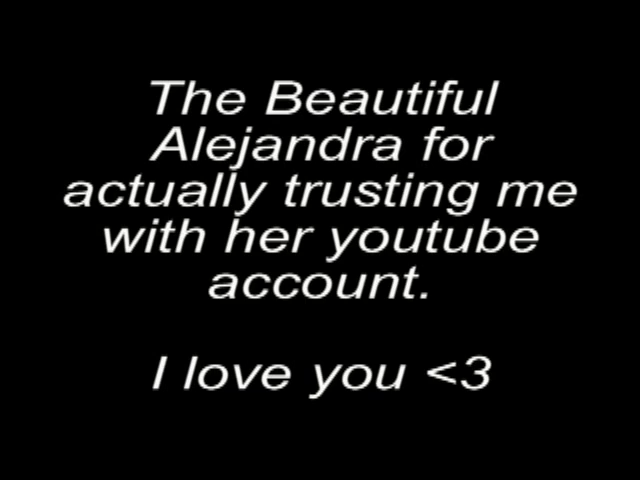 The Beautiful
Alejandra for
actually trusting me
with her youtube
account.
I love you <3